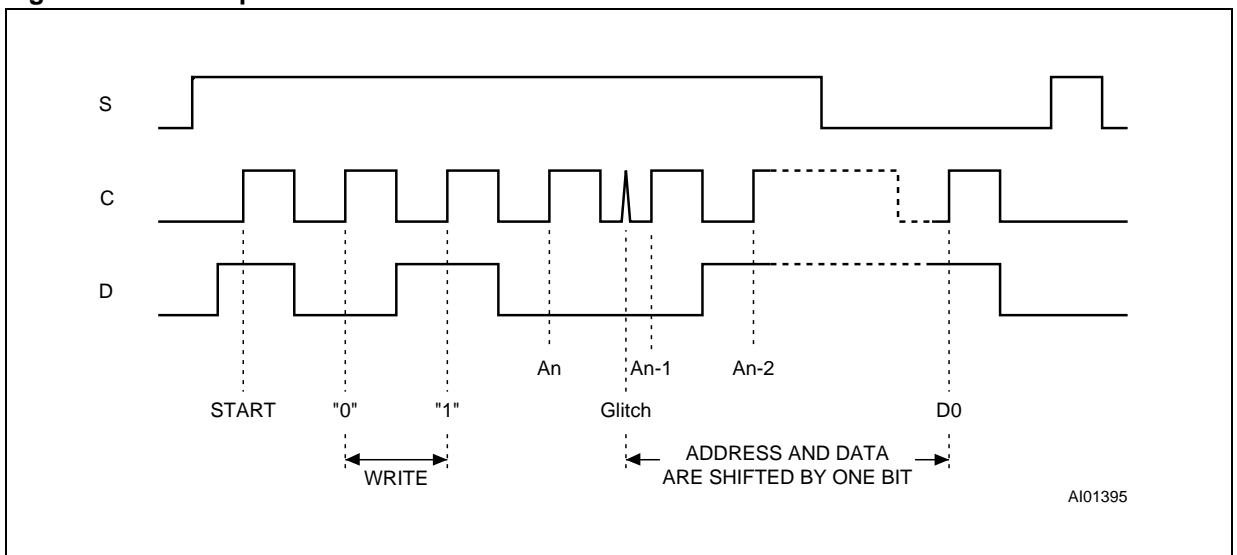 S
C
D
An An-1 An-2
START "0" "1" Glitch D0
WRITE
ADDRESS AND DATA
ARE SHIFTED BY ONE BIT
AI01395